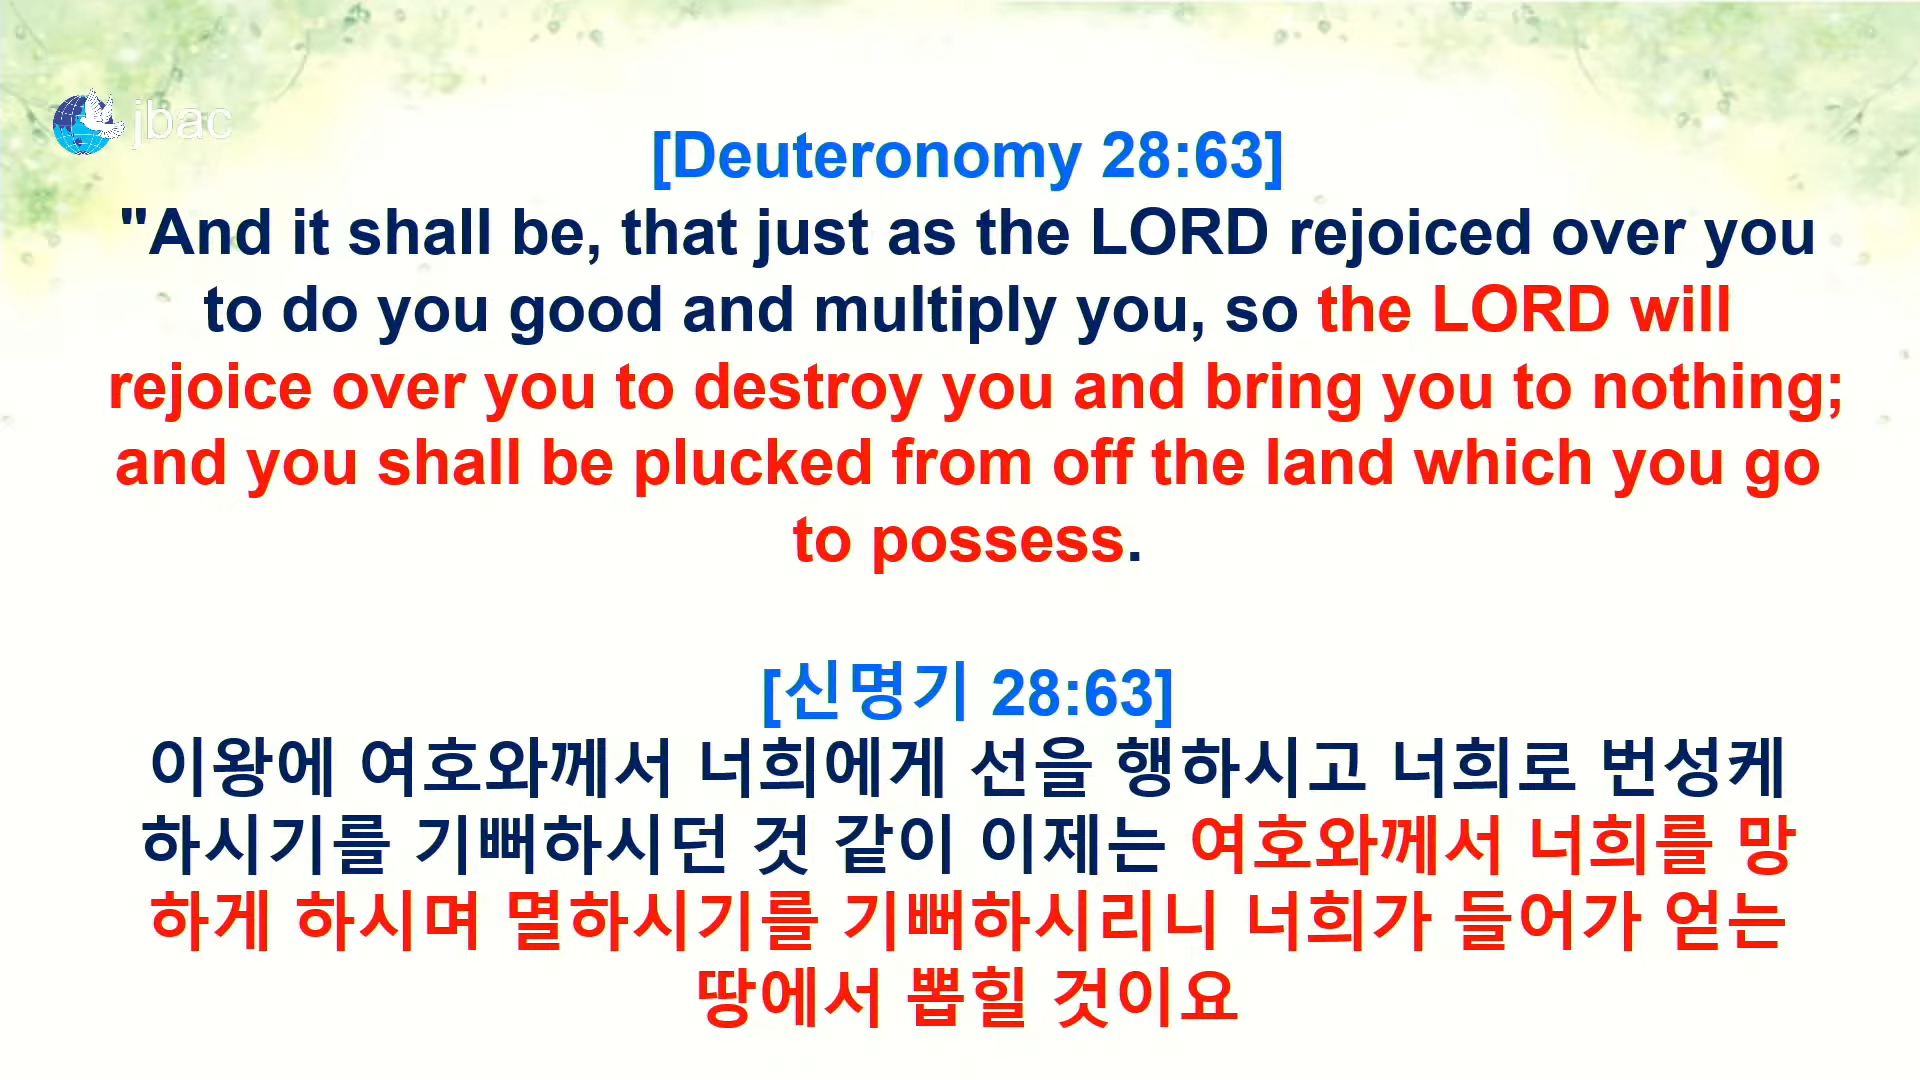 jbac
[Deuteronomy 28:63]
"And it shall be, that just as the LORD rejoiced over you
to do you good and multiply you, so the LORD will
rejoice over you to destroy you and bring you to nothing;
and you shall be plucked from off the land which you go
to possess.
[신명기 28:63]
이왕에 여호와께서 너희에게 선을 행하시고 너희로 번성케
하시기를 기뻐하시던 것 같이 이제는 여호와께서 너희를 망
하게 하시며 멸하시기를 기뻐하시리니 너희가 들어가 얻는
땅에서 뽑힐 것이요